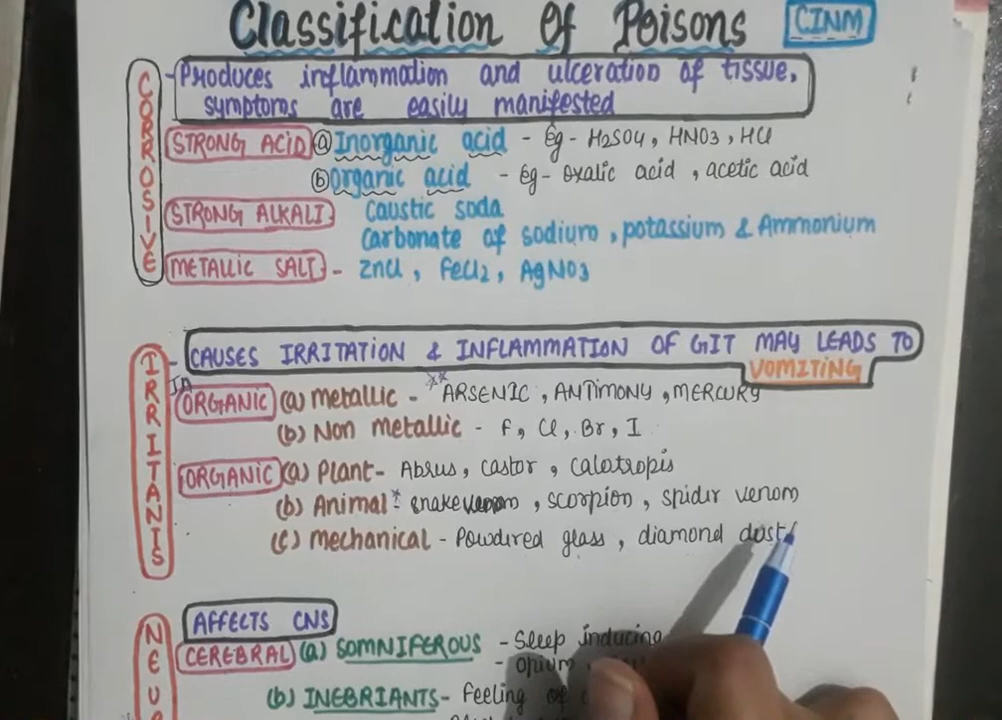 Classification Of Poisons CINM
CORROSIVE
- Produces inflammation and ulceration of tissue,
symptoms are easily manifested
STRONG ACID (a) Inorganic acid - Eg- H2SO4, HNO3, HCl
(b) Organic acid - Eg- Oxalic acid, acetic acid
STRONG ALKALI Caustic soda
Carbonate of sodium, potassium & Ammonium
METALLIC SALT - ZnCl, FeCl2, AgNO3
IRRITANTS
- CAUSES IRRITATION & INFLAMMATION OF GIT MAY LEADS TO
VOMITING
IN ORGANIC (a) Metallic - ** ARSENIC, ANTIMONY, MERCURY
(b) Non Metallic - F, Cl, Br, I
ORGANIC (a) Plant- Abrus, castor, calotropis
(b) Animal* - snake venom, scorpion, spider venom
(c) Mechanical - Powdired glass, diamond dust
NEU
AFFECTS CNS
CEREBRAL (a) SOMNIFEROUS - Sleep inducing
- opium
(b) INEBRIANTS- Feeling of